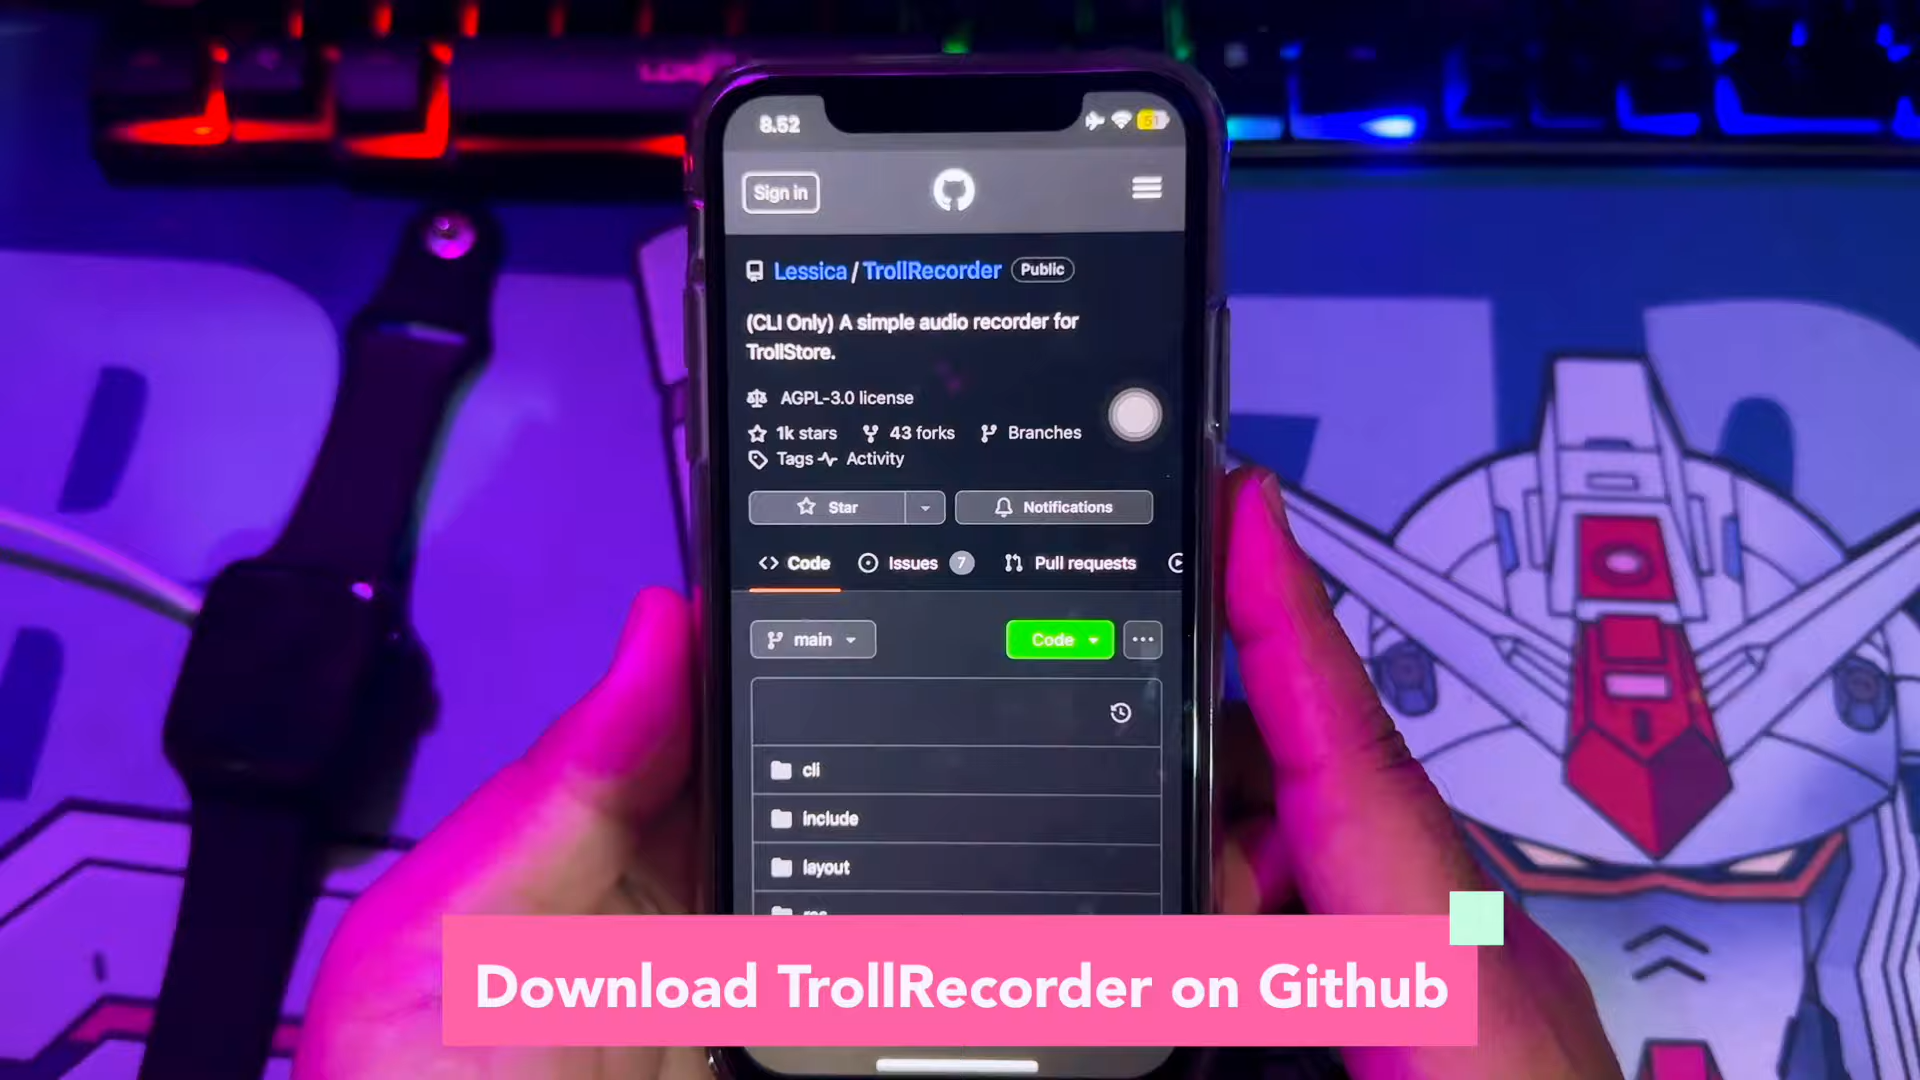 8.52
51
Sign in
Lessica / TrollRecorder Public
(CLI Only) A simple audio recorder for
TrollStore.
AGPL-3.0 license
1k stars 43 forks Branches
Tags Activity
Star Notifications
Code Issues 7 Pull requests
main Code
cli
include
layout
Download TrollRecorder on Github